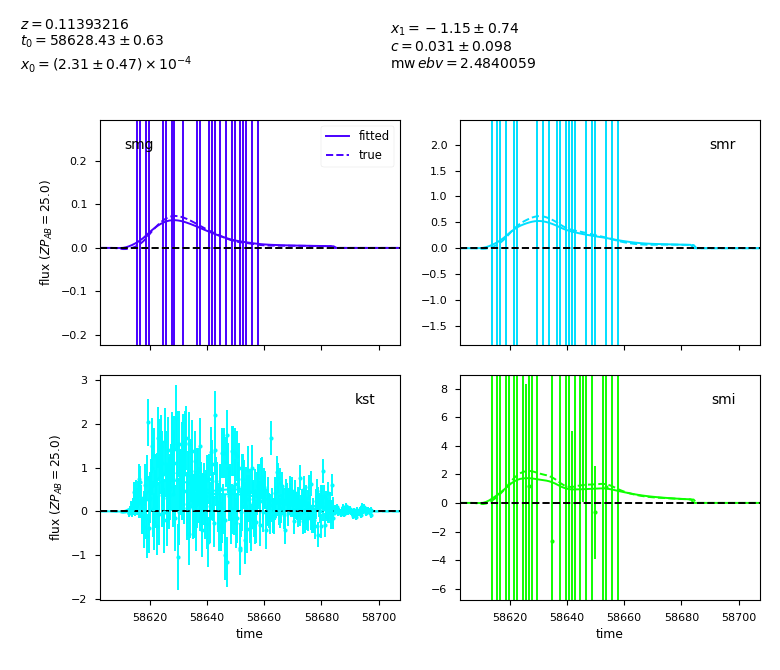 z = 0.11393216
t₀ = 58628.43 ± 0.63
x₀ = (2.31 ± 0.47) × 10⁻⁴
x₁ = −1.15 ± 0.74
c = 0.031 ± 0.098
mw ebv = 2.4840059
smg
fitted
true
0.2
0.1
0.0
−0.1
−0.2
flux (ZP_AB = 25.0)
smr
2.0
1.5
1.0
0.5
0.0
−0.5
−1.0
−1.5
kst
3
2
1
0
−1
−2
flux (ZP_AB = 25.0)
58620 58640 58660 58680 58700
time
smi
8
6
4
2
0
−2
−4
−6
58620 58640 58660 58680 58700
time